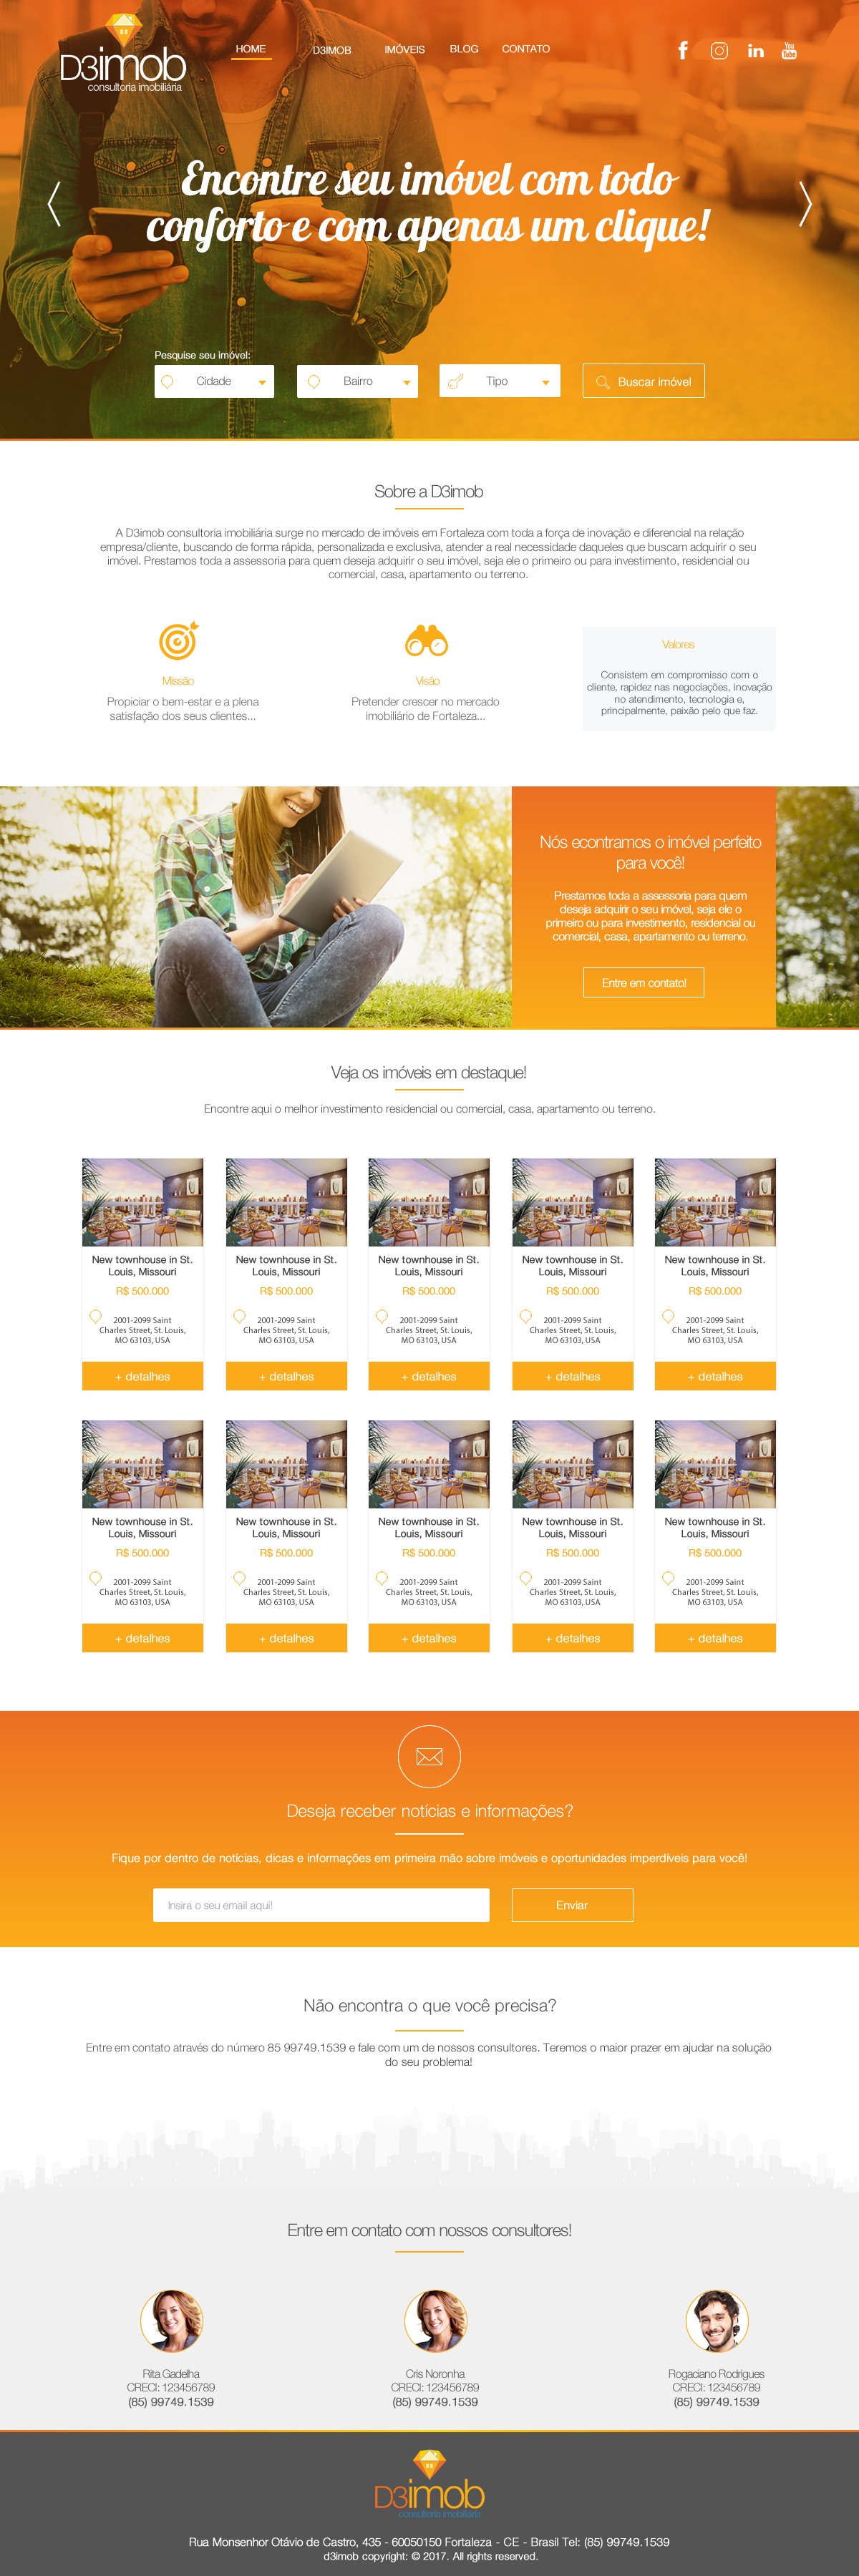 D3imob
consultoria imobiliária
HOME
D3IMOB
IMÓVEIS
BLOG
CONTATO
f
in
You
Tube
Encontre seu imóvel com todo
conforto e com apenas um clique!
Pesquise seu imóvel:
Cidade
Bairro
Tipo
Buscar imóvel
Sobre a D3imob
A D3imob consultoria imobiliária surge no mercado de imóveis em Fortaleza com toda a força de inovação e diferencial na relação
empresa/cliente, buscando de forma rápida, personalizada e exclusiva, atender a real necessidade daqueles que buscam adquirir o seu
imóvel. Prestamos toda a assessoria para quem deseja adquirir o seu imóvel, seja ele o primeiro ou para investimento, residencial ou
comercial, casa, apartamento ou terreno.
Missão
Propiciar o bem-estar e a plena
satisfação dos seus clientes...
Visão
Pretender crescer no mercado
imobiliário de Fortaleza...
Valores
Consistem em compromisso com o
cliente, rapidez nas negociações, inovação
no atendimento, tecnologia e,
principalmente, paixão pelo que faz.
Nós econtramos o imóvel perfeito
para você!
Prestamos toda a assessoria para quem
deseja adquirir o seu imóvel, seja ele o
primeiro ou para investimento, residencial ou
comercial, casa, apartamento ou terreno.
Entre em contato!
Veja os imóveis em destaque!
Encontre aqui o melhor investimento residencial ou comercial, casa, apartamento ou terreno.
New townhouse in St.
Louis, Missouri
R$ 500.000
2001-2099 Saint
Charles Street, St. Louis,
MO 63103, USA
+ detalhes
New townhouse in St.
Louis, Missouri
R$ 500.000
2001-2099 Saint
Charles Street, St. Louis,
MO 63103, USA
+ detalhes
New townhouse in St.
Louis, Missouri
R$ 500.000
2001-2099 Saint
Charles Street, St. Louis,
MO 63103, USA
+ detalhes
New townhouse in St.
Louis, Missouri
R$ 500.000
2001-2099 Saint
Charles Street, St. Louis,
MO 63103, USA
+ detalhes
New townhouse in St.
Louis, Missouri
R$ 500.000
2001-2099 Saint
Charles Street, St. Louis,
MO 63103, USA
+ detalhes
New townhouse in St.
Louis, Missouri
R$ 500.000
2001-2099 Saint
Charles Street, St. Louis,
MO 63103, USA
+ detalhes
New townhouse in St.
Louis, Missouri
R$ 500.000
2001-2099 Saint
Charles Street, St. Louis,
MO 63103, USA
+ detalhes
New townhouse in St.
Louis, Missouri
R$ 500.000
2001-2099 Saint
Charles Street, St. Louis,
MO 63103, USA
+ detalhes
New townhouse in St.
Louis, Missouri
R$ 500.000
2001-2099 Saint
Charles Street, St. Louis,
MO 63103, USA
+ detalhes
New townhouse in St.
Louis, Missouri
R$ 500.000
2001-2099 Saint
Charles Street, St. Louis,
MO 63103, USA
+ detalhes
Deseja receber notícias e informações?
Fique por dentro de notícias, dicas e informações em primeira mão sobre imóveis e oportunidades imperdíveis para você!
Insira o seu email aqui!
Enviar
Não encontra o que você precisa?
Entre em contato através do número 85 99749.1539 e fale com um de nossos consultores. Teremos o maior prazer em ajudar na solução
do seu problema!
Entre em contato com nossos consultores!
Rita Gadelha
CRECI: 123456789
(85) 99749.1539
Cris Noronha
CRECI: 123456789
(85) 99749.1539
Rogaciano Rodrigues
CRECI: 123456789
(85) 99749.1539
D3imob
consultoria imobiliária
Rua Monsenhor Otávio de Castro, 435 - 60050150 Fortaleza - CE - Brasil Tel: (85) 99749.1539
d3imob copyright: © 2017. All rights reserved.